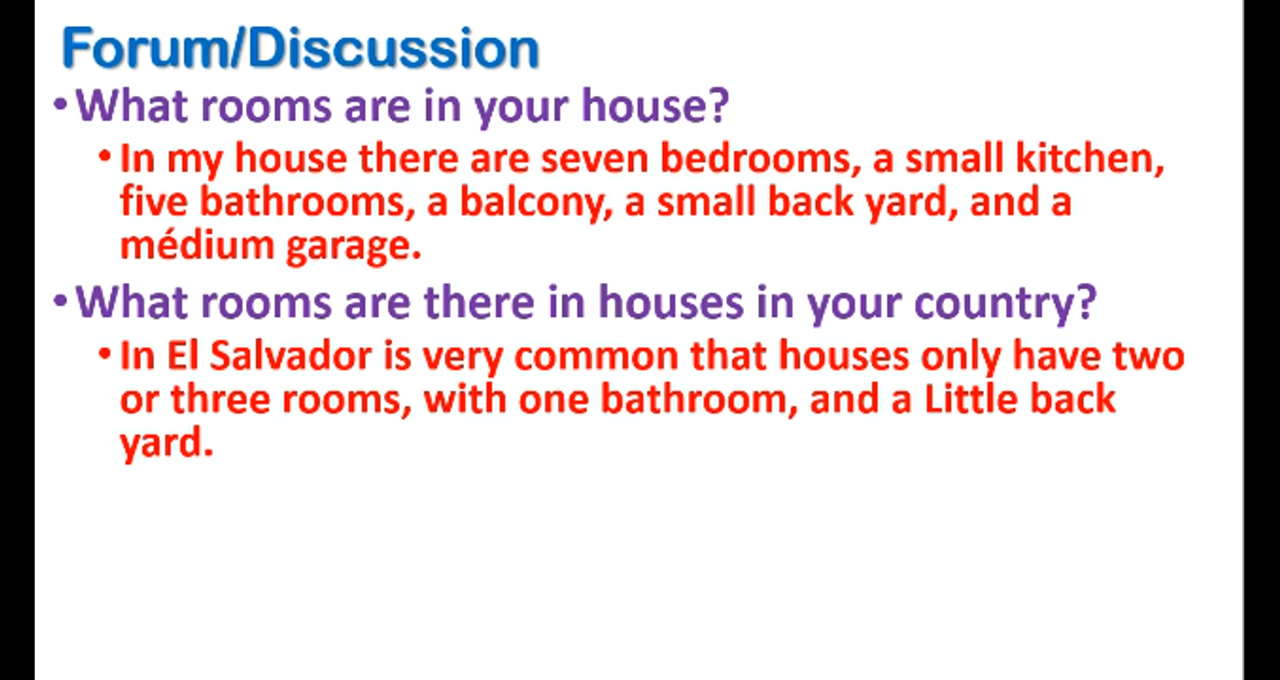 Forum/Discussion
•What rooms are in your house?
•In my house there are seven bedrooms, a small kitchen,
five bathrooms, a balcony, a small back yard, and a
médium garage.
•What rooms are there in houses in your country?
•In El Salvador is very common that houses only have two
or three rooms, with one bathroom, and a Little back
yard.